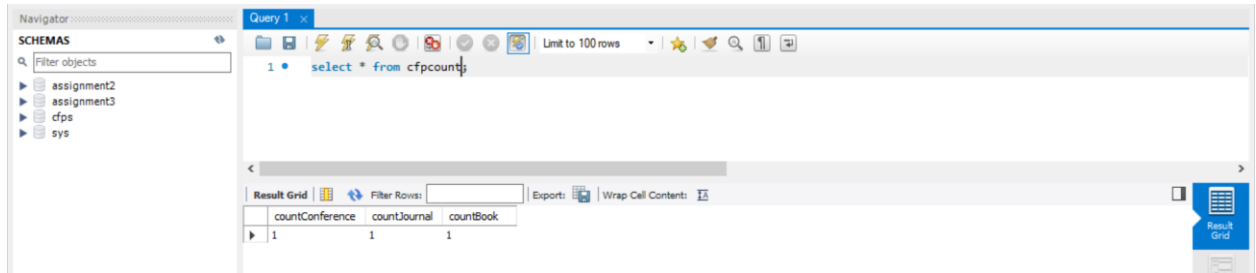 Navigator
Query 1 ×
SCHEMAS
Limit to 100 rows
Filter objects
1 select * from cfpcount;
assignment2
assignment3
cfps
sys
Result Grid Filter Rows: Export: Wrap Cell Content: IA
countConference countJournal countBook
1 1 1
Result
Grid